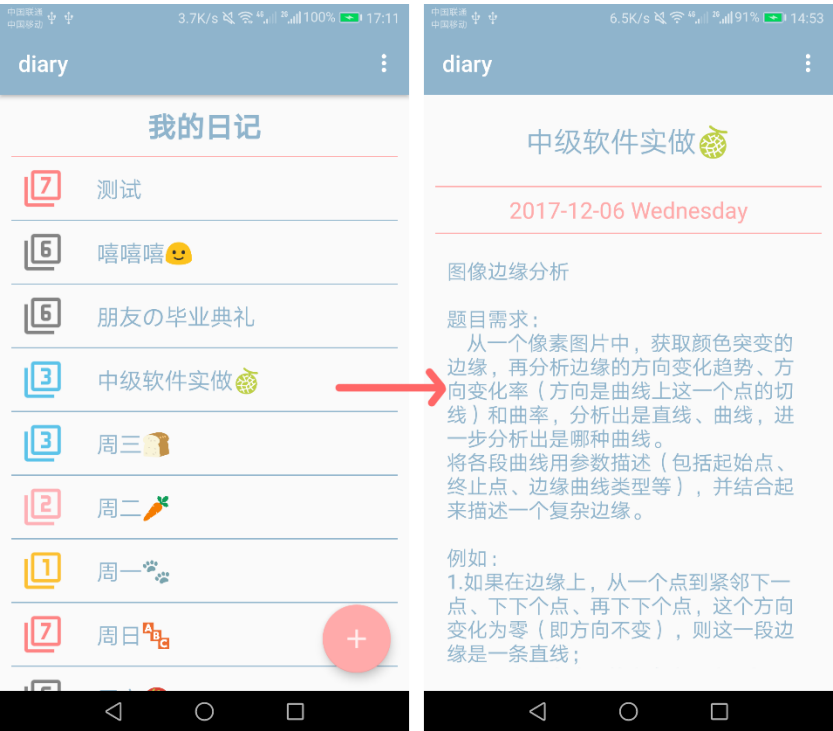 中国联通
中国移动
3.7K/s 100% 17:11
diary
我的日记
7 测试
6 嘻嘻嘻🙂
6 朋友の毕业典礼
3 中级软件实做🍈
3 周三🍞
2 周二🥕
1 周一🐾
7 周日🔠
+
中国联通
中国移动
6.5K/s 91% 14:53
diary
中级软件实做🍈
2017-12-06 Wednesday
图像边缘分析
题目需求：
从一个像素图片中，获取颜色突变的
边缘，再分析边缘的方向变化趋势、方
向变化率（方向是曲线上这一个点的切
线）和曲率，分析出是直线、曲线，进
一步分析出是哪种曲线。
将各段曲线用参数描述（包括起始点、
终止点、边缘曲线类型等），并结合起
来描述一个复杂边缘。
例如：
1.如果在边缘上，从一个点到紧邻下一
点、下下个点、再下下个点，这个方向
变化为零（即方向不变），则这一段边
缘是一条直线；